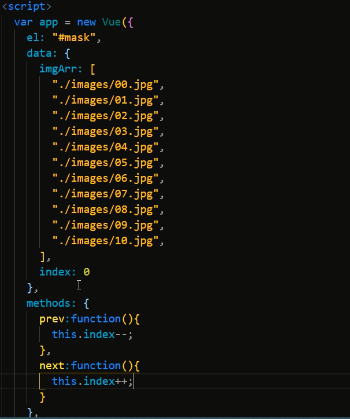 <script>
var app = new Vue({
el: "#mask",
data: {
imgArr: [
"./images/00.jpg",
"./images/01.jpg",
"./images/02.jpg",
"./images/03.jpg",
"./images/04.jpg",
"./images/05.jpg",
"./images/06.jpg",
"./images/07.jpg",
"./images/08.jpg",
"./images/09.jpg",
"./images/10.jpg",
],
index: 0
},
methods: {
prev:function(){
this.index--;
},
next:function(){
this.index++;
}
},